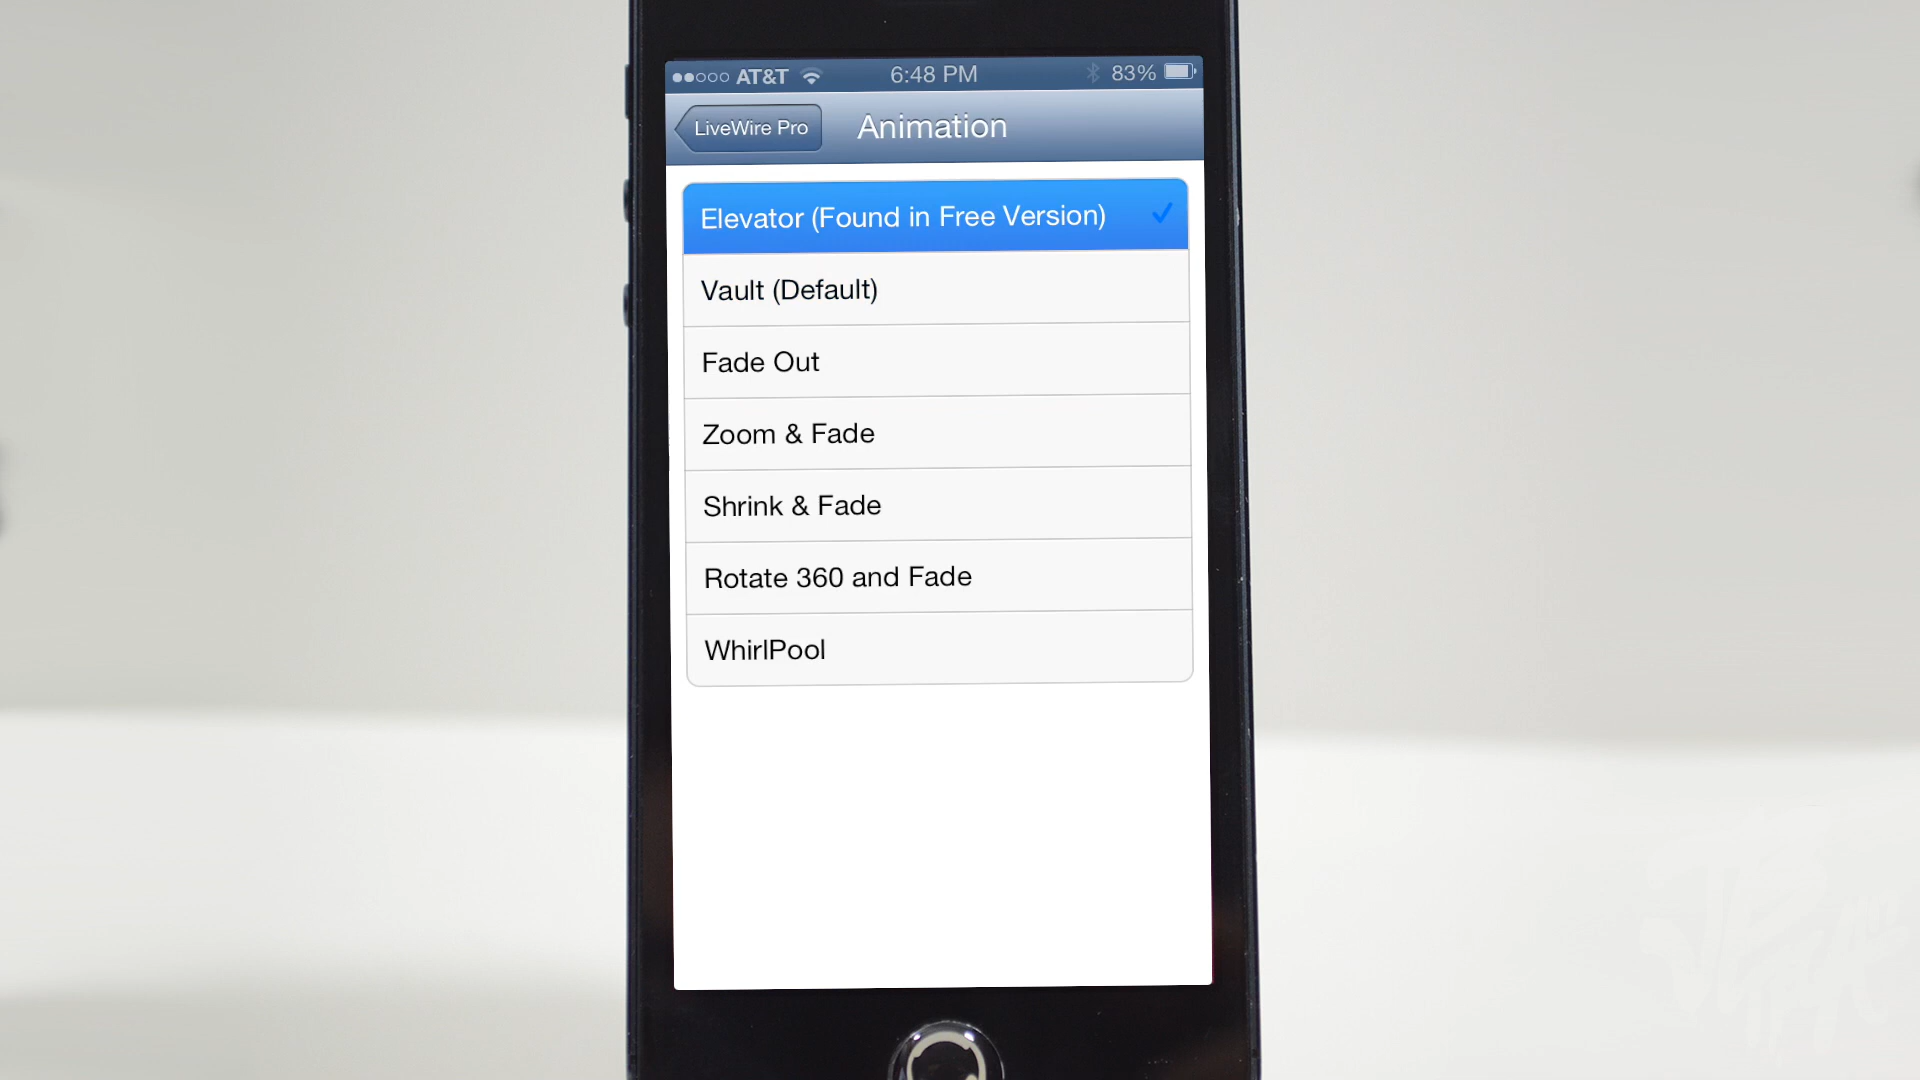 AT&T 6:48 PM 83%
LiveWire Pro Animation
Elevator (Found in Free Version)
Vault (Default)
Fade Out
Zoom & Fade
Shrink & Fade
Rotate 360 and Fade
WhirlPool